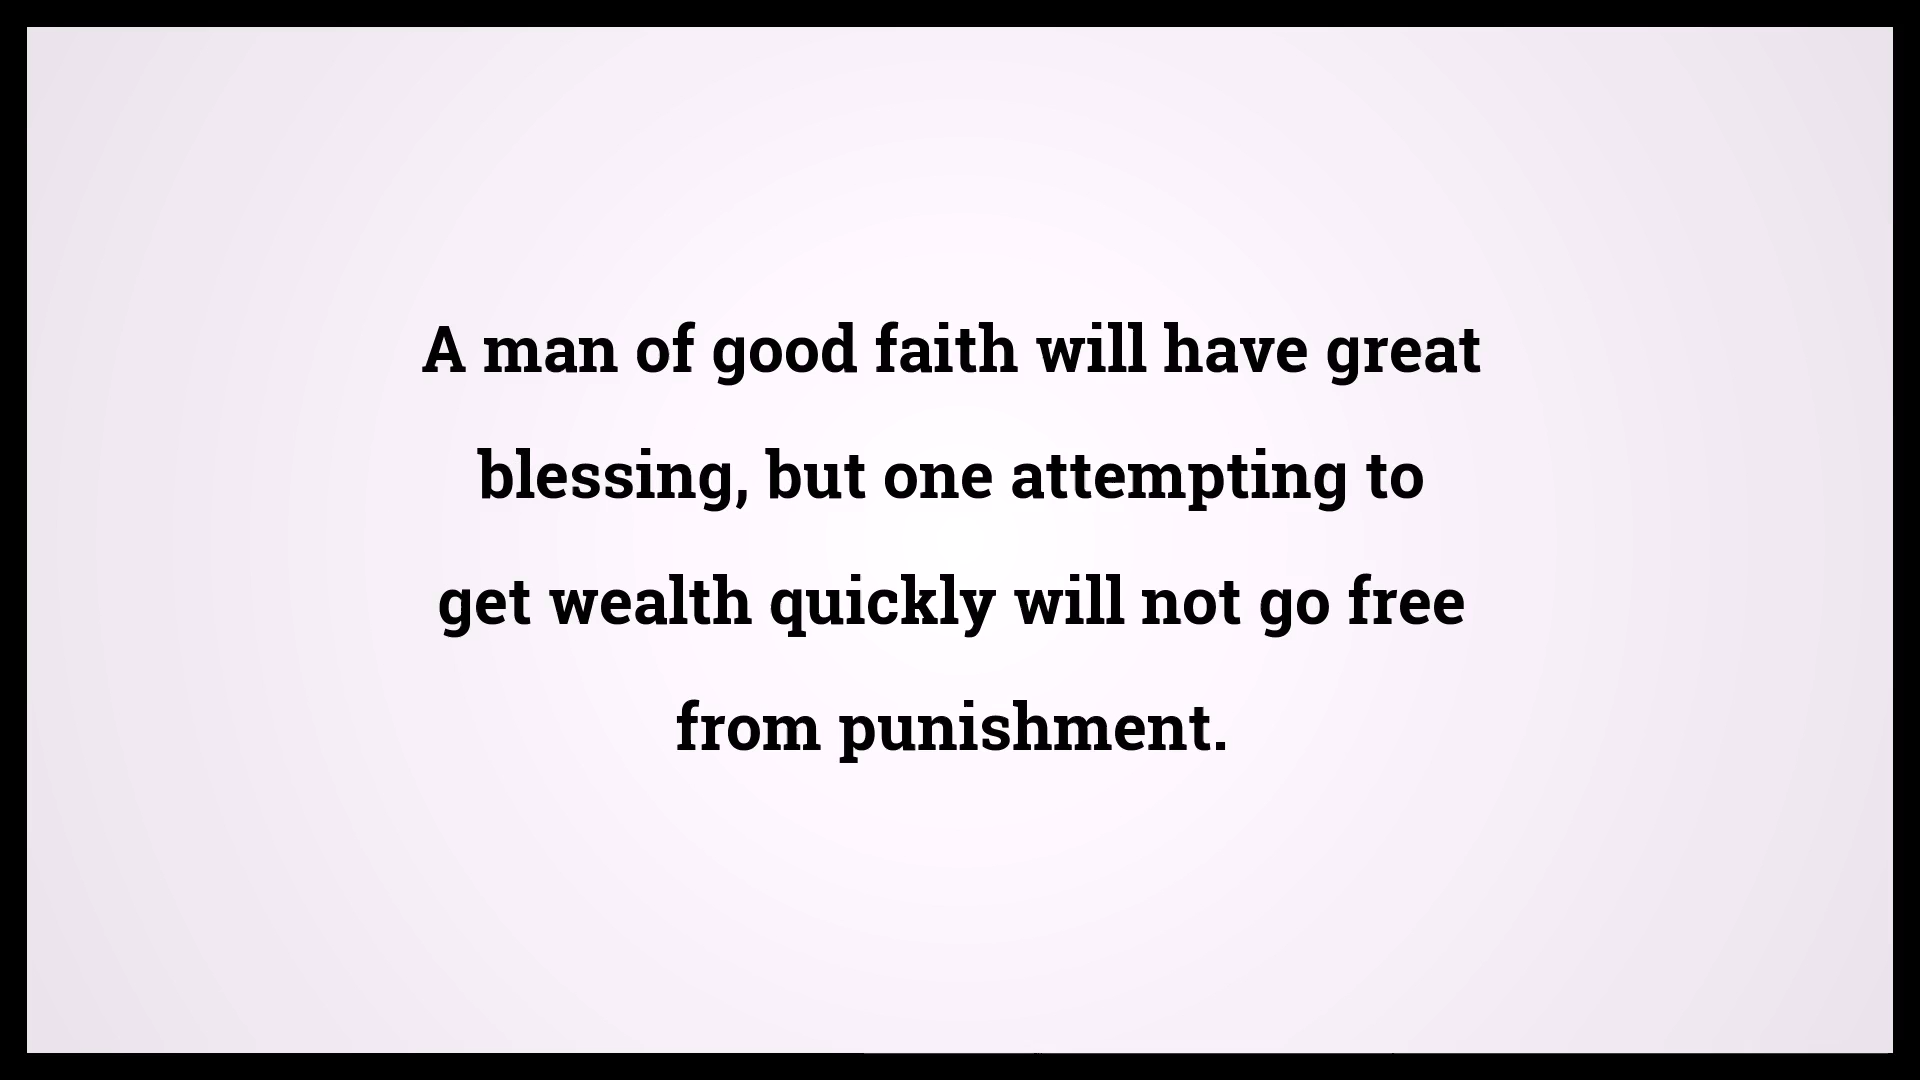 A man of good faith will have great
blessing, but one attempting to
get wealth quickly will not go free
from punishment.